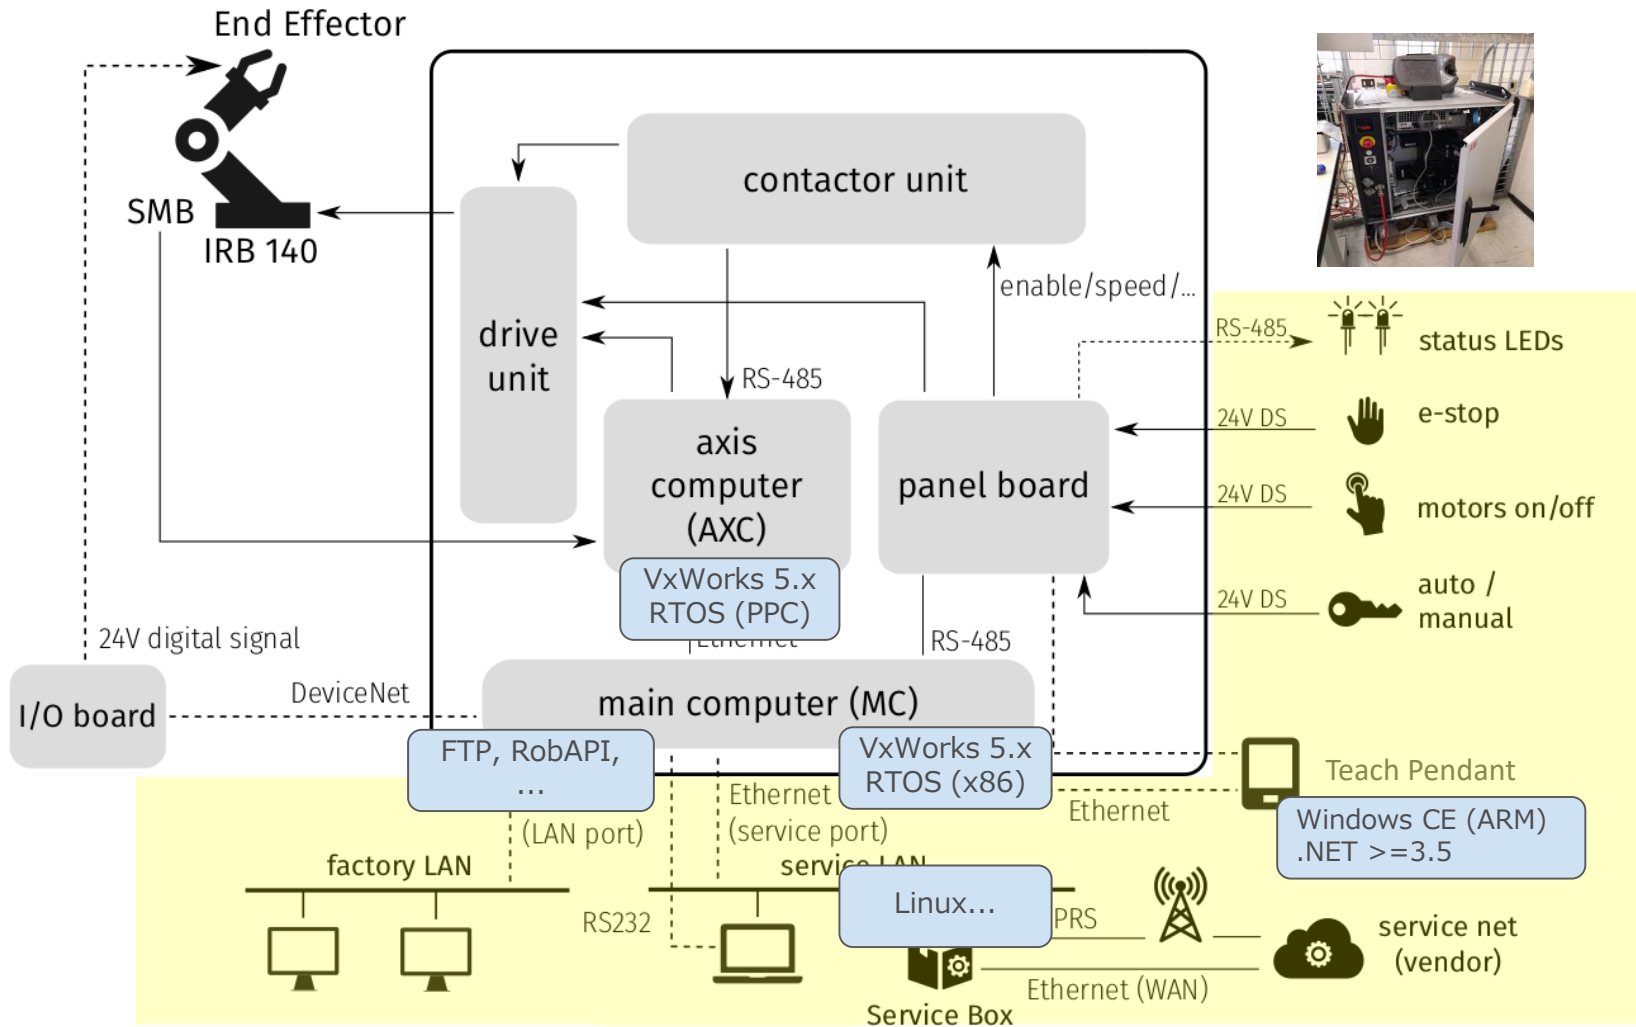 End Effector
SMB
IRB 140
contactor unit
drive
unit
enable/speed/...
RS-485
RS-485
axis
computer
(AXC)
panel board
VxWorks 5.x
RTOS (PPC)
Ethernet
RS-485
status LEDs
24V DS
e-stop
24V DS
motors on/off
24V DS
auto /
manual
24V digital signal
I/O board
DeviceNet
main computer (MC)
FTP, RobAPI,
...
VxWorks 5.x
RTOS (x86)
Teach Pendant
Windows CE (ARM)
.NET >=3.5
Ethernet
(LAN port)
Ethernet
(service port)
factory LAN
service LAN
Linux...
RS232
PRS
service net
(vendor)
Ethernet (WAN)
Service Box